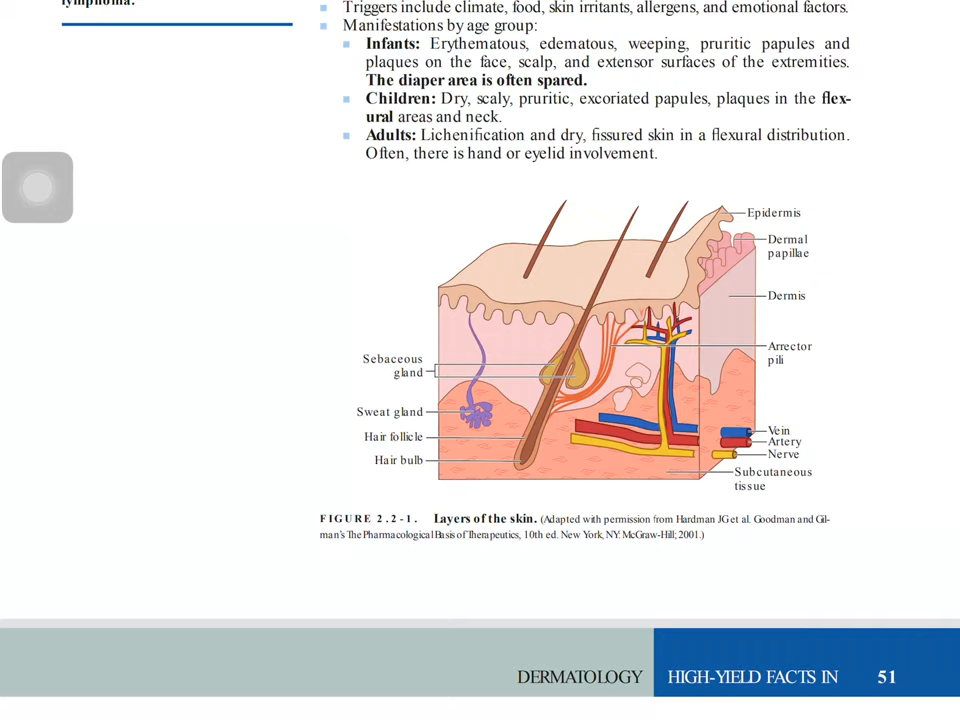 lymphoma.
Triggers include climate, food, skin irritants, allergens, and emotional factors.
Manifestations by age group:
Infants: Erythematous, edematous, weeping, pruritic papules and
plaques on the face, scalp, and extensor surfaces of the extremities.
The diaper area is often spared.
Children: Dry, scaly, pruritic, excoriated papules, plaques in the flex-
ural areas and neck.
Adults: Lichenification and dry, fissured skin in a flexural distribution.
Often, there is hand or eyelid involvement.
Epidermis
Dermal
papillae
Dermis
Arrector
pili
Sebaceous
gland
Sweat gland
Hair follicle
Hair bulb
Vein
Artery
Nerve
Subcutaneous
tissue
FIGURE 2.2-1. Layers of the skin. (Adapted with permission from Hardman JG et al. Goodman and Gil-
man's The Pharmacological Basis of Therapeutics, 10th ed. New York, NY: McGraw-Hill; 2001.)
DERMATOLOGY HIGH-YIELD FACTS IN 51